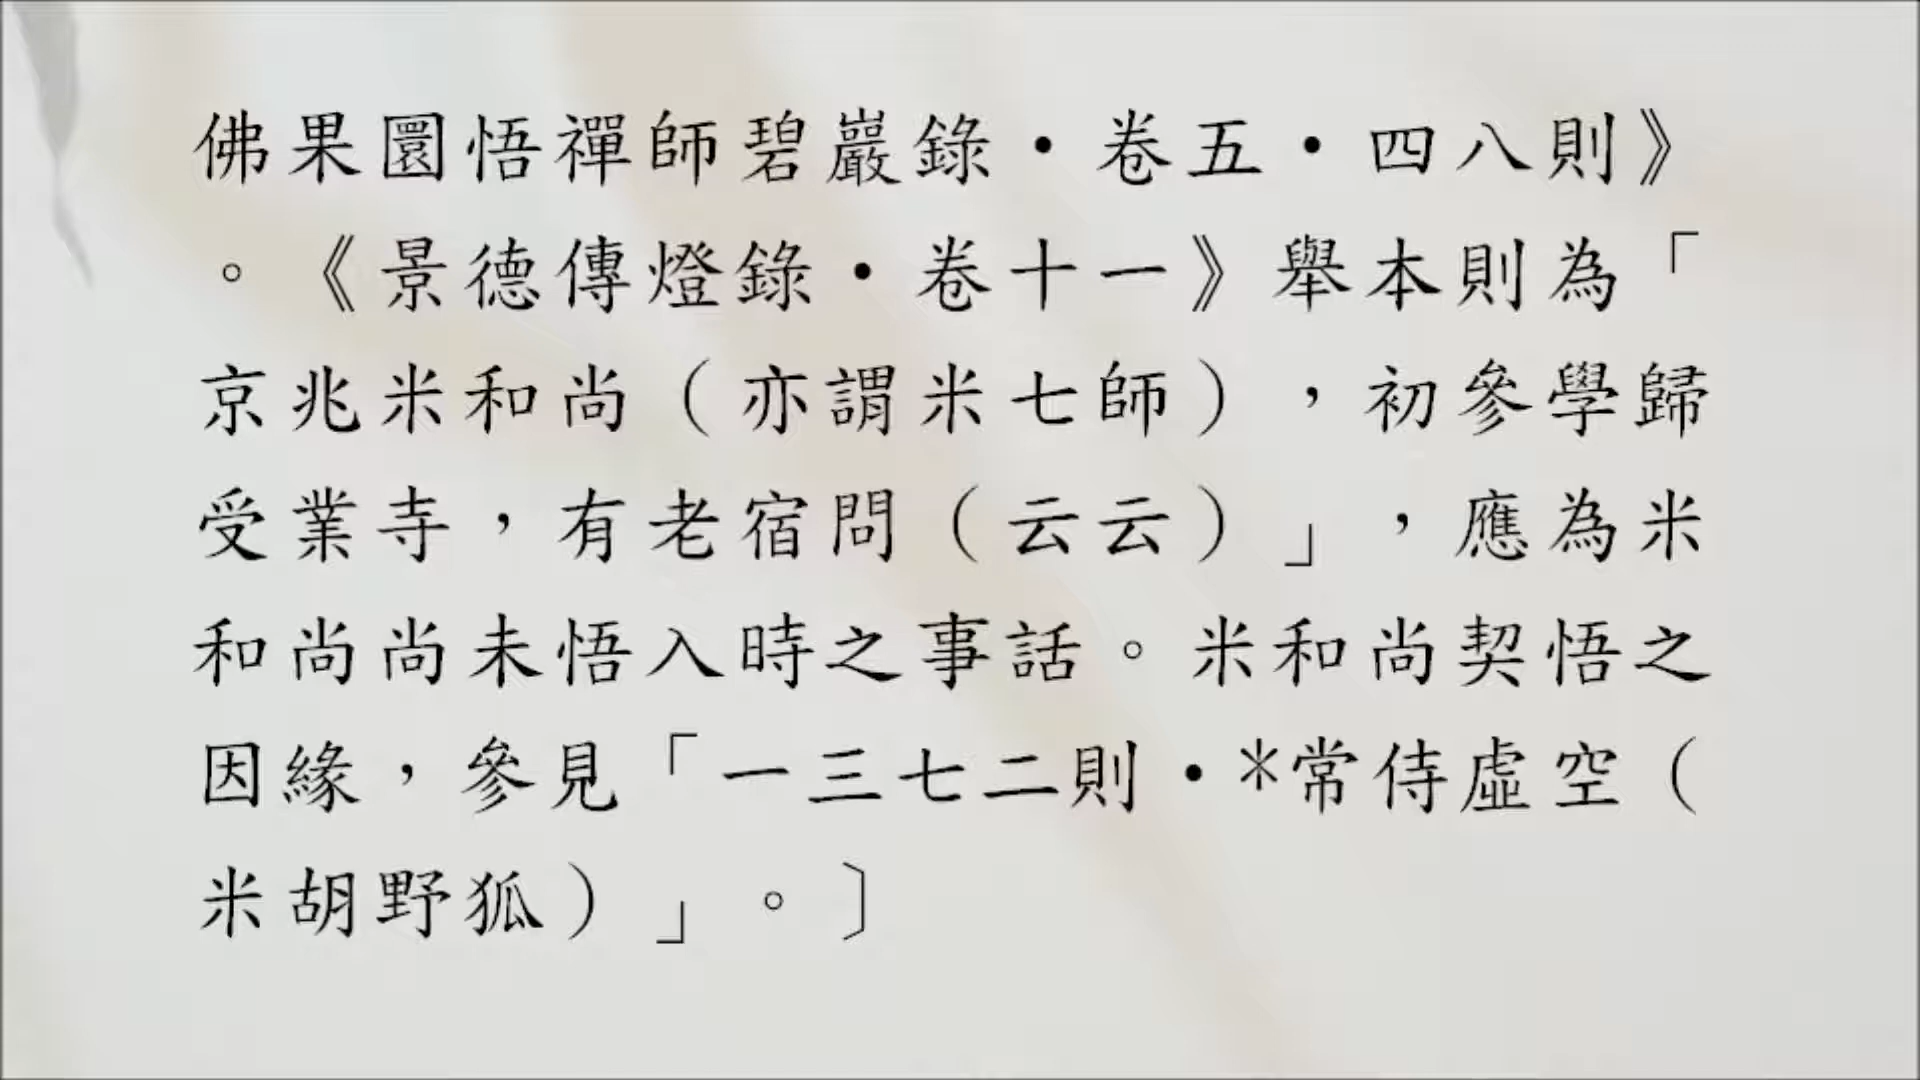 佛果圜悟禪師碧巖錄・卷五・四八則》
。《景德傳燈錄・卷十一》舉本則為「
京兆米和尚（亦謂米七師），初參學歸
受業寺，有老宿問（云云）」，應為米
和尚尚未悟入時之事話。米和尚契悟之
因緣，參見「一三七二則・*常侍虛空（
米胡野狐）」。〕